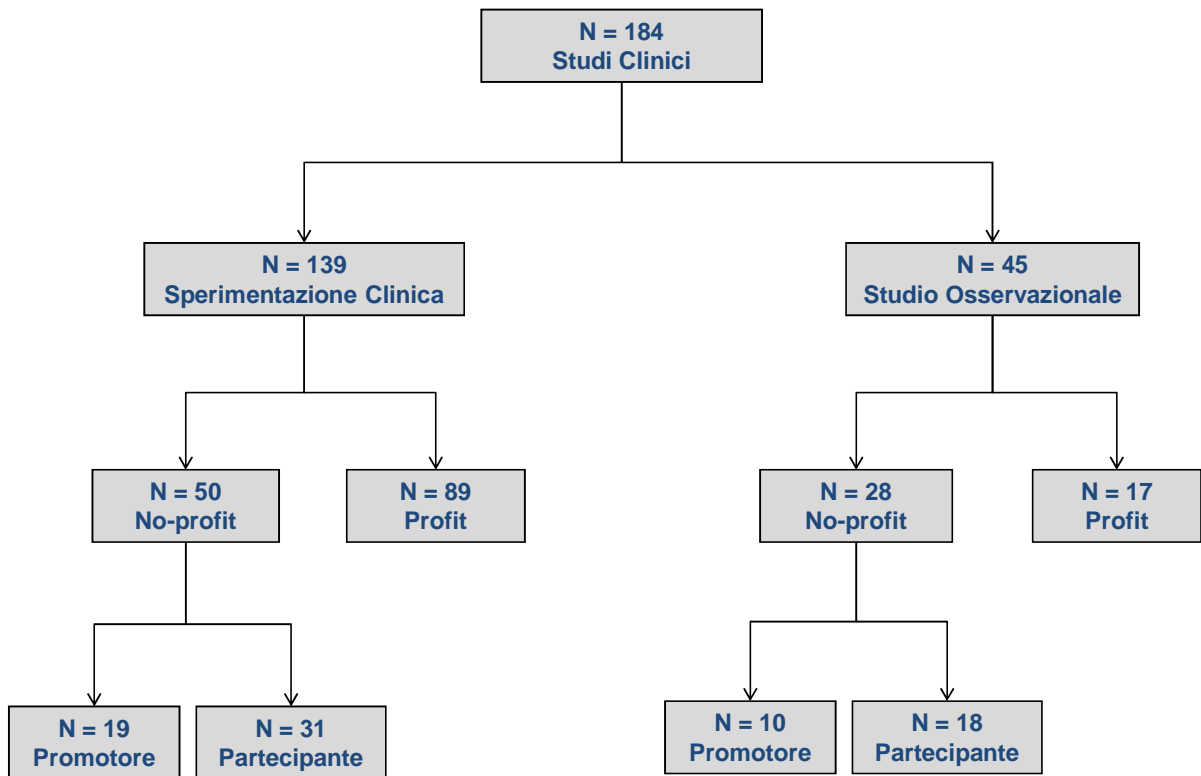 N = 184
Studi Clinici
N = 139
Sperimentazione Clinica
N = 45
Studio Osservazionale
N = 50
No-profit
N = 89
Profit
N = 28
No-profit
N = 17
Profit
N = 19
Promotore
N = 31
Partecipante
N = 10
Promotore
N = 18
Partecipante